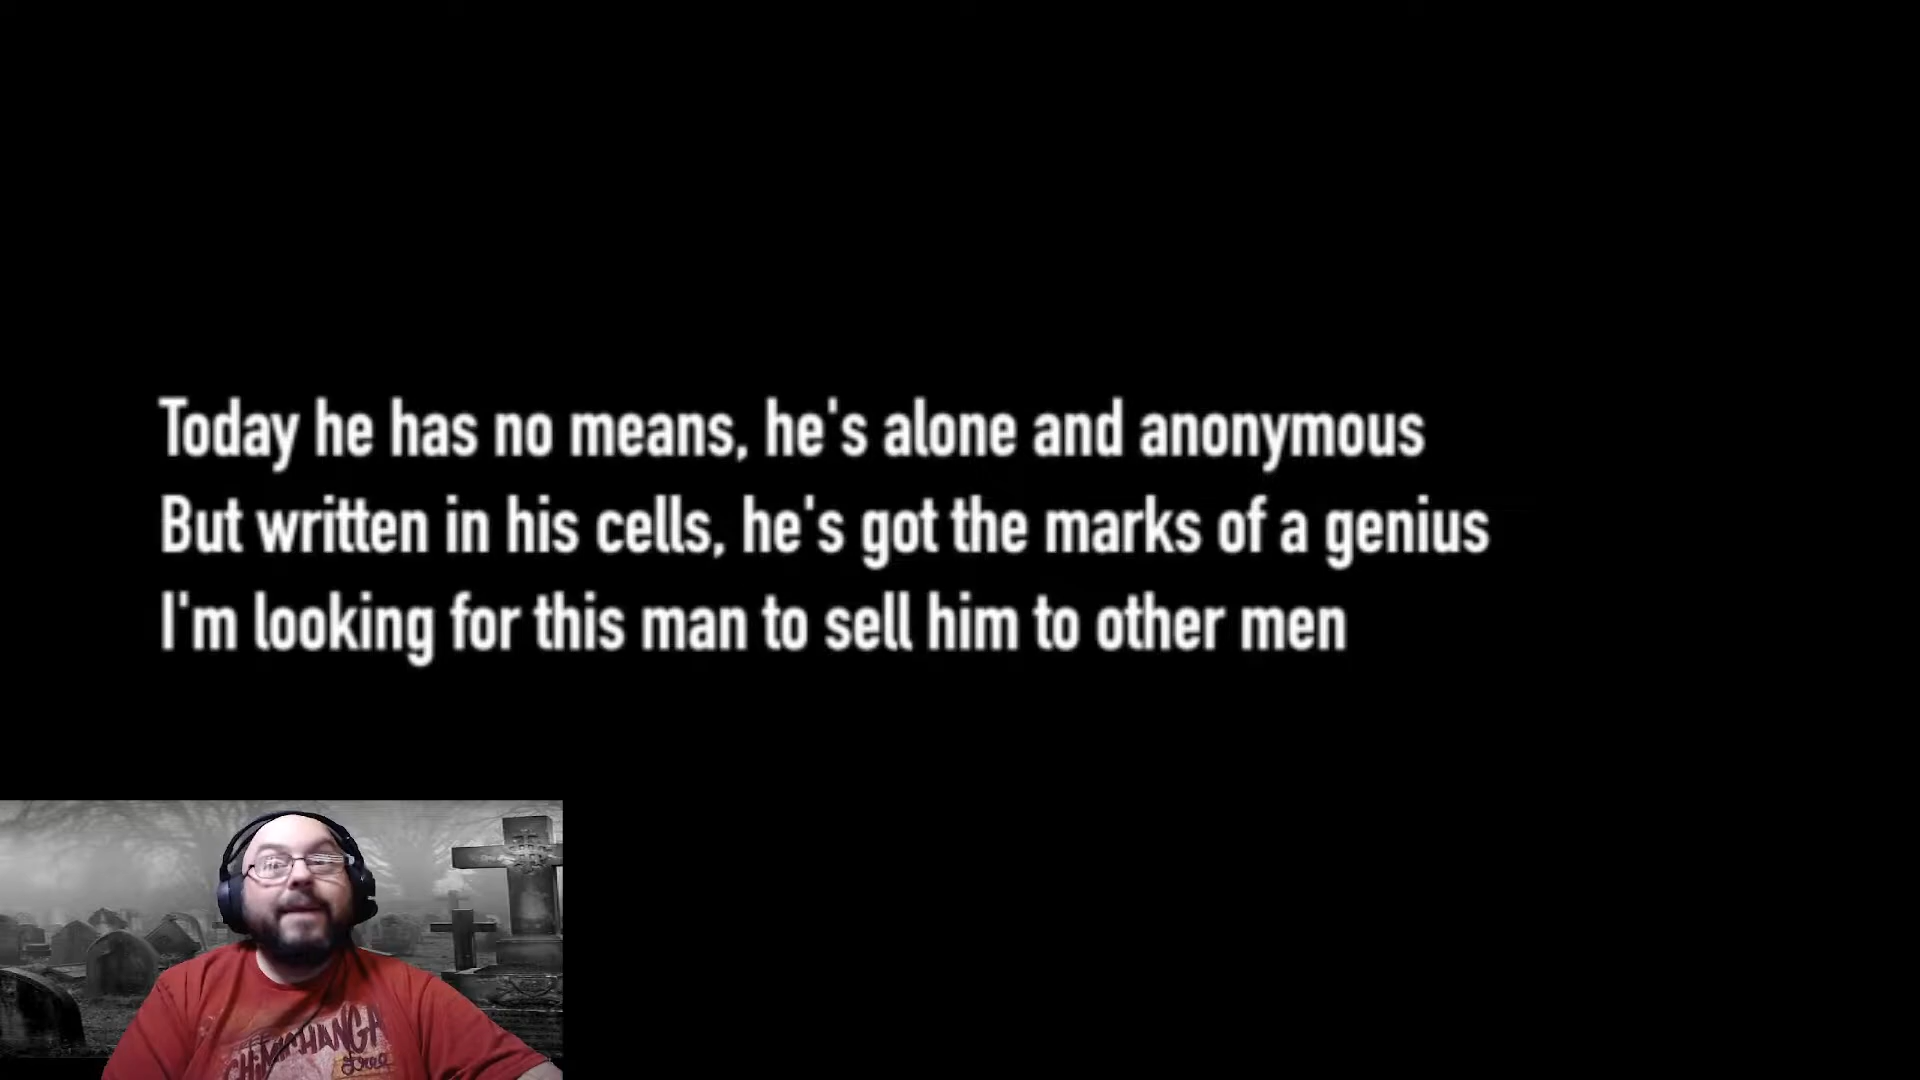 Today he has no means, he's alone and anonymous
But written in his cells, he's got the marks of a genius
I'm looking for this man to sell him to other men
CHIMICHANGA